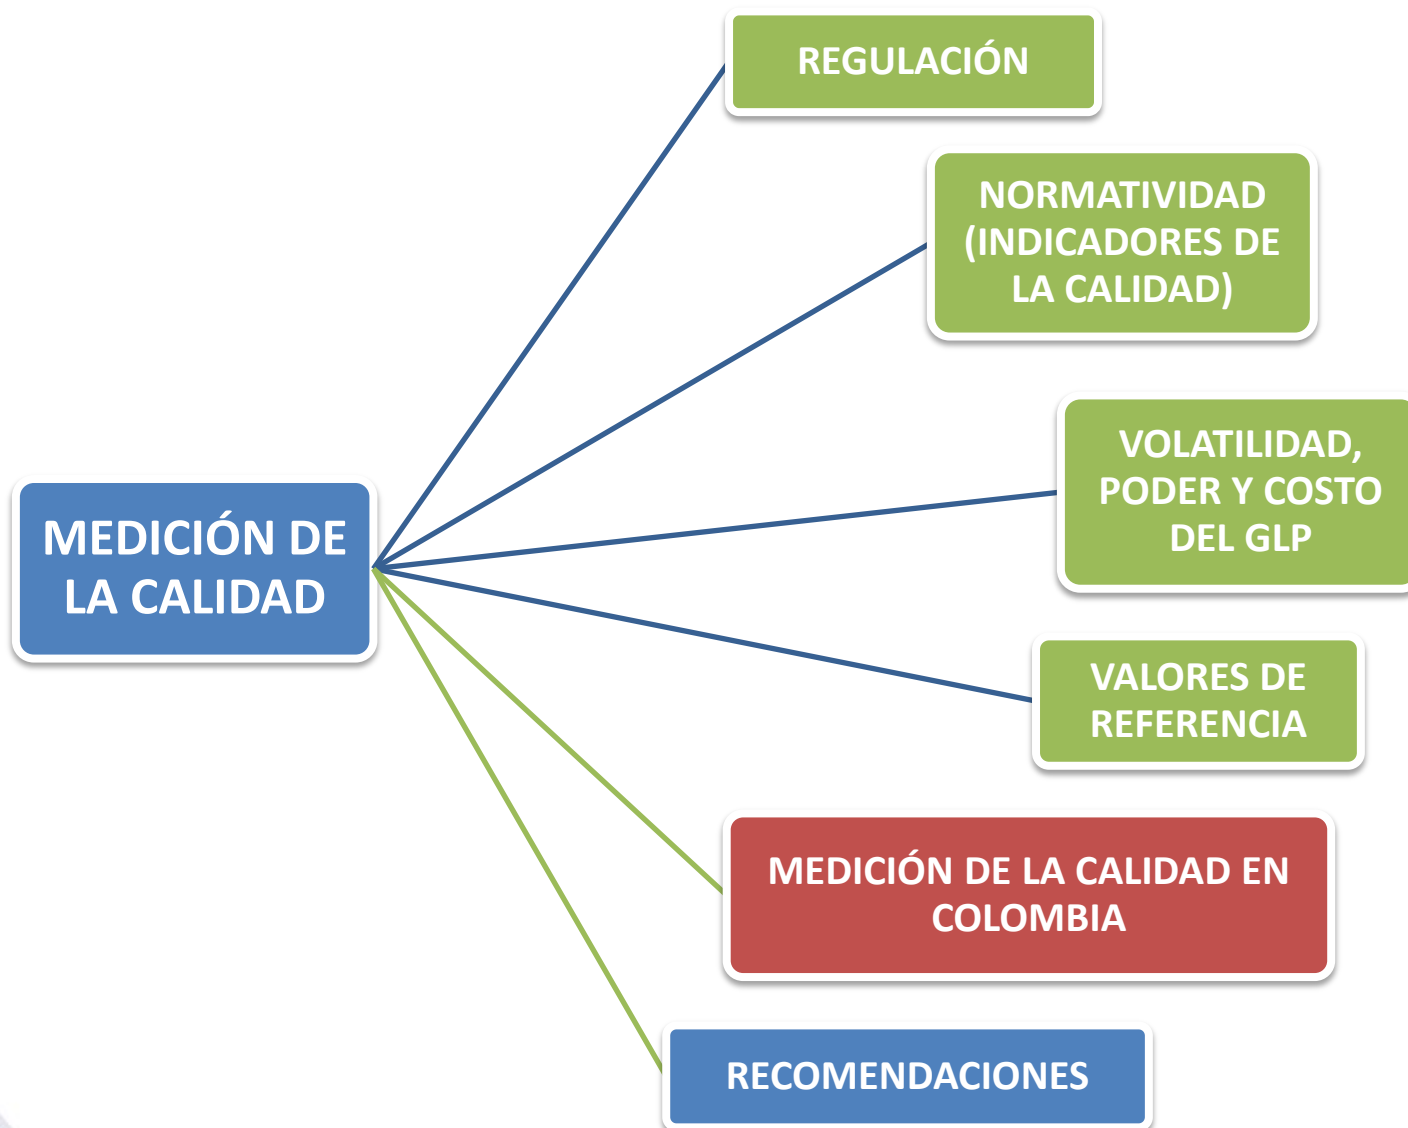 REGULACIÓN
NORMATIVIDAD
(INDICADORES DE
LA CALIDAD)
VOLATILIDAD,
PODER Y COSTO
DEL GLP
MEDICIÓN DE
LA CALIDAD
VALORES DE
REFERENCIA
MEDICIÓN DE LA CALIDAD EN
COLOMBIA
RECOMENDACIONES